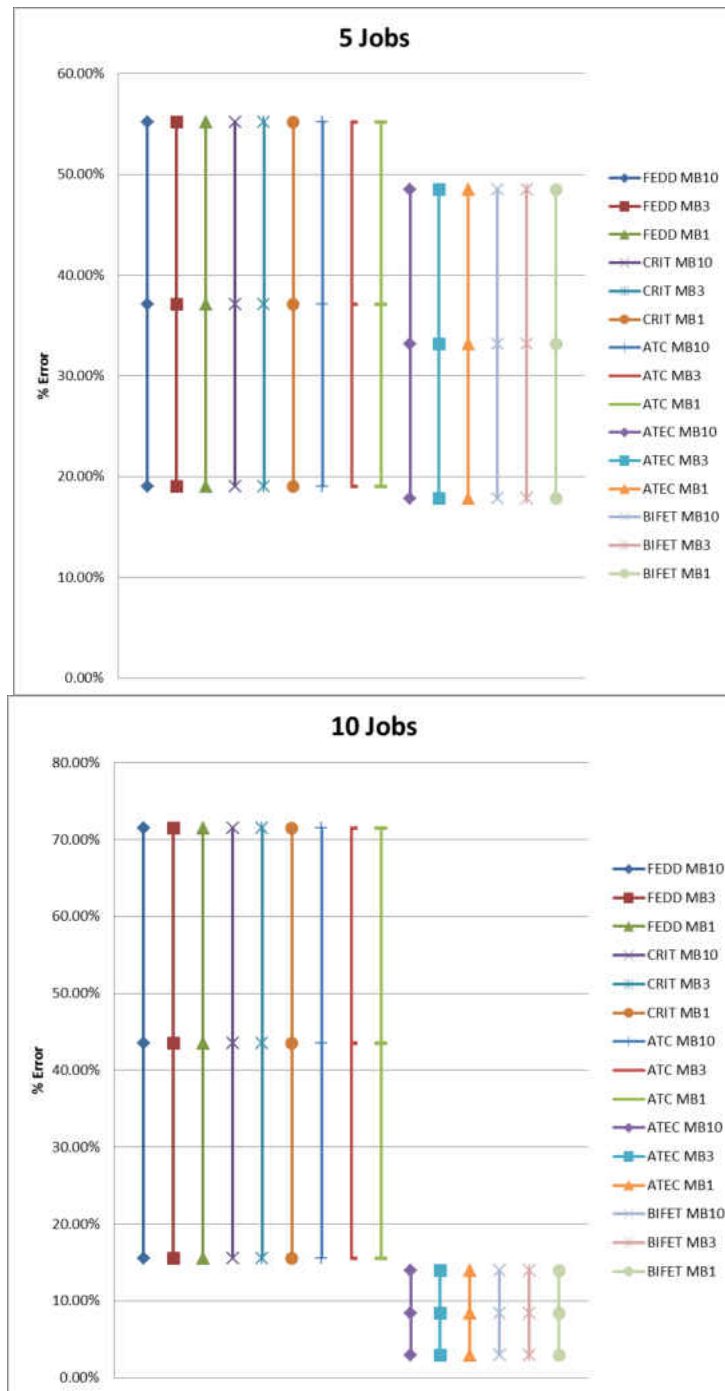 5 Jobs
60.00%
50.00%
40.00%
30.00%
20.00%
10.00%
0.00%
% Error
FEDD MB10
FEDD MB3
FEDD MB1
CRIT MB10
CRIT MB3
CRIT MB1
ATC MB10
ATC MB3
ATC MB1
ATEC MB10
ATEC MB3
ATEC MB1
BIFET MB10
BIFET MB3
BIFET MB1
10 Jobs
80.00%
70.00%
60.00%
50.00%
40.00%
30.00%
20.00%
10.00%
0.00%
% Error
FEDD MB10
FEDD MB3
FEDD MB1
CRIT MB10
CRIT MB3
CRIT MB1
ATC MB10
ATC MB3
ATC MB1
ATEC MB10
ATEC MB3
ATEC MB1
BIFET MB10
BIFET MB3
BIFET MB1